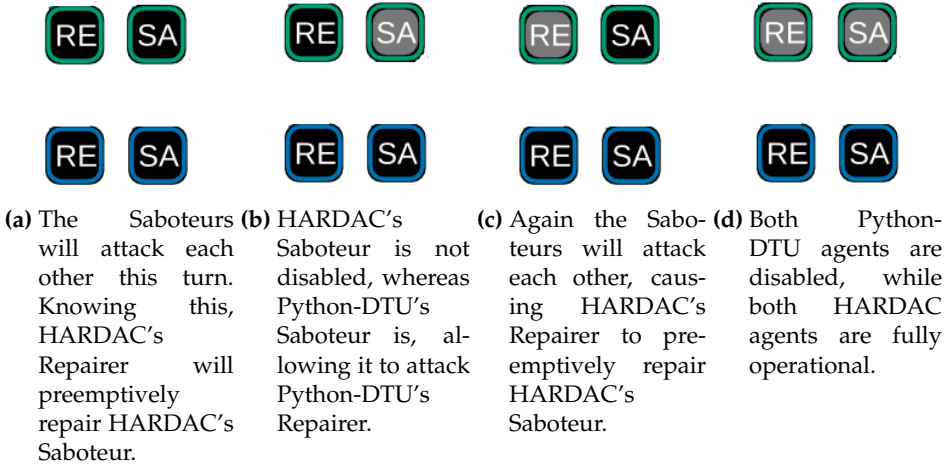 RE SA RE SA RE SA RE SA
RE SA RE SA RE SA RE SA
(a) The Saboteurs
will attack each
other this turn.
Knowing this,
HARDAC's
Repairer will
preemptively
repair HARDAC's
Saboteur.
(b) HARDAC's
Saboteur is not
disabled, whereas
Python-DTU's
Saboteur is, al-
lowing it to attack
Python-DTU's
Repairer.
(c) Again the Sabo-
teurs will attack
each other, caus-
ing HARDAC's
Repairer to pre-
emptively repair
HARDAC's
Saboteur.
(d) Both Python-
DTU agents are
disabled, while
both HARDAC
agents are fully
operational.